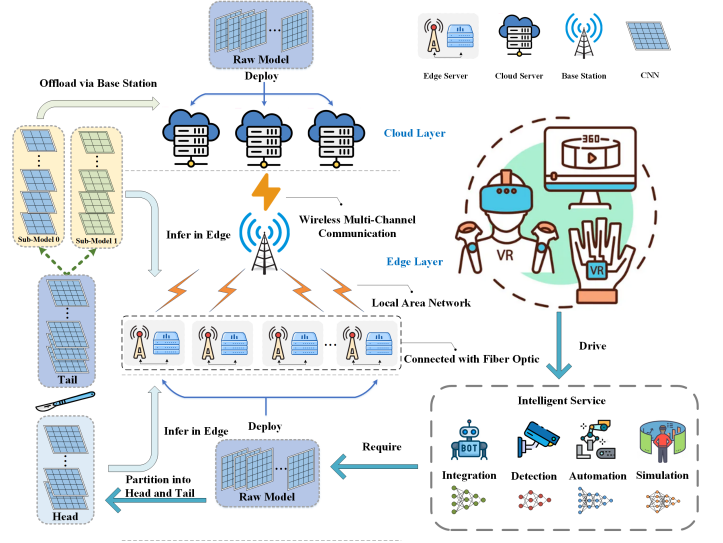 Raw Model
Deploy
Edge Server
Cloud Server
Base Station
CNN
Offload via Base Station
Cloud Layer
360
Sub-Model 0
Sub-Model 1
Infer in Edge
Wireless Multi-Channel
Communication
VR
VR
Edge Layer
Local Area Network
Connected with Fiber Optic
Drive
Tail
Intelligent Service
Infer in Edge
Deploy
BOT
Require
Integration
Detection
Automation
Simulation
Partition into
Head and Tail
Raw Model
Head